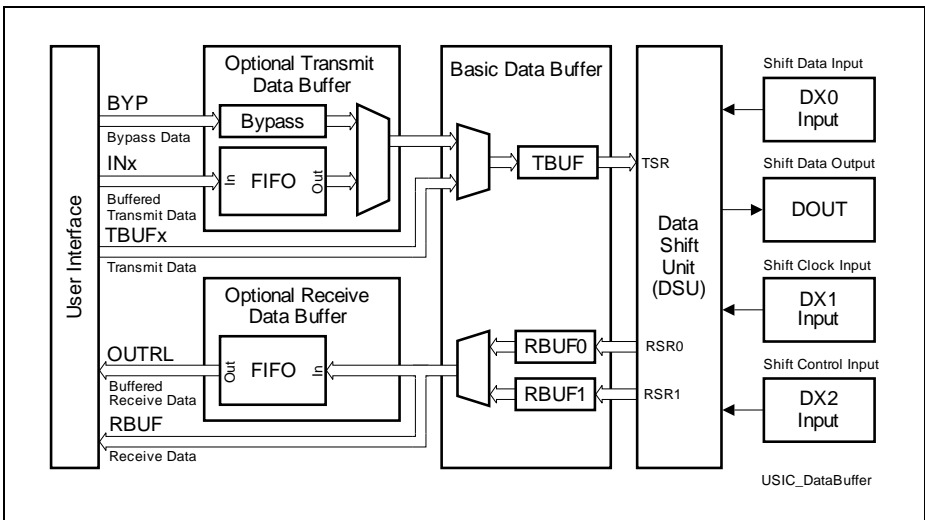 User Interface
Optional Transmit
Data Buffer
BYP
Bypass Data
Bypass
INx
Buffered
Transmit Data
In
FIFO
Out
TBUFx
Transmit Data
Optional Receive
Data Buffer
OUTRL
Buffered
Receive Data
Out
FIFO
In
RBUF
Receive Data
Basic Data Buffer
TBUF
RBUF0
RBUF1
TSR
Data
Shift
Unit
(DSU)
RSR0
RSR1
Shift Data Input
DX0
Input
Shift Data Output
DOUT
Shift Clock Input
DX1
Input
Shift Control Input
DX2
Input
USIC_DataBuffer